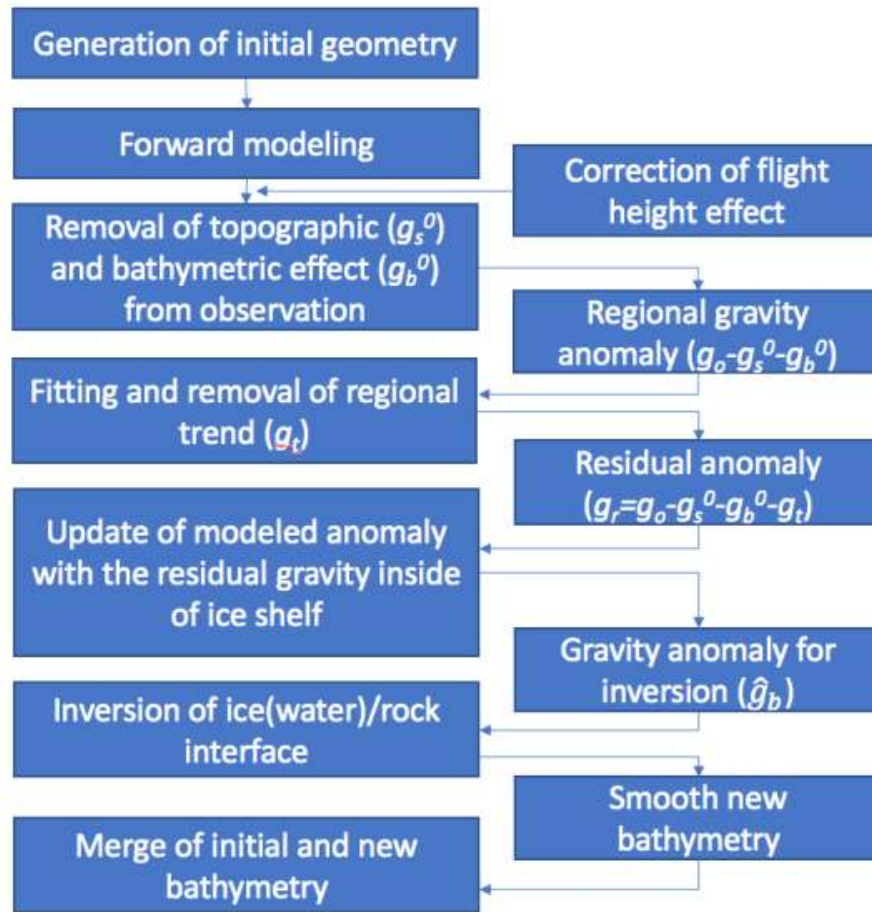 Generation of initial geometry
Forward modeling
Correction of flight
height effect
Removal of topographic (gₛ⁰)
and bathymetric effect (g_b⁰)
from observation
Regional gravity
anomaly (gₒ-gₛ⁰-g_b⁰)
Fitting and removal of regional
trend (gₜ)
Residual anomaly
(gᵣ=gₒ-gₛ⁰-g_b⁰-gₜ)
Update of modeled anomaly
with the residual gravity inside
of ice shelf
Gravity anomaly for
inversion (ĝ_b)
Inversion of ice(water)/rock
interface
Smooth new
bathymetry
Merge of initial and new
bathymetry